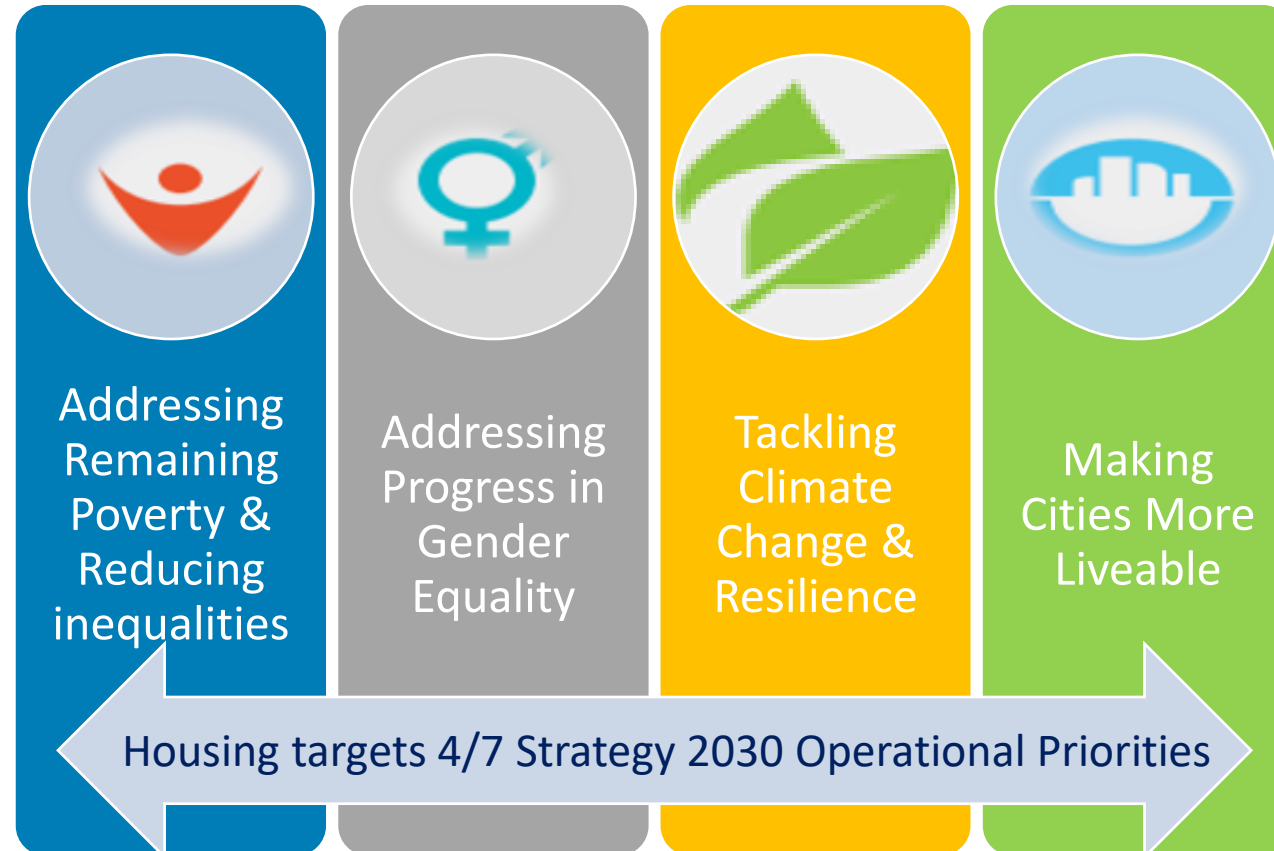 Addressing
Remaining
Poverty &
Reducing
inequalities
Addressing
Progress in
Gender
Equality
Tackling
Climate
Change &
Resilience
Making
Cities More
Liveable
Housing targets 4/7 Strategy 2030 Operational Priorities